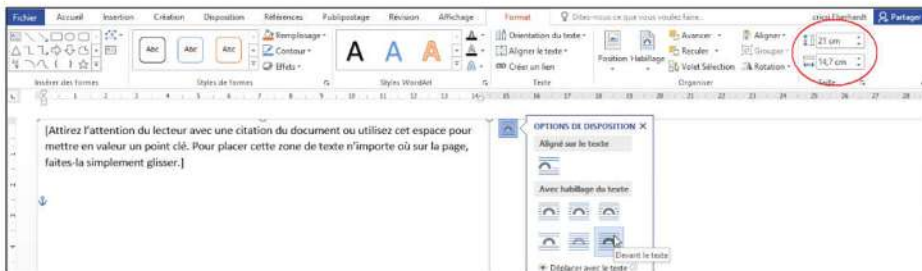 Fichier Accueil Insertion Création Disposition Références Publipostage Révision Affichage Format Dites-nous ce que vous voulez faire... Partager
Abc Abc Abc
Remplissage
Contour
Effets
A A A
Orientation du texte
Aligner le texte
Créer un lien
Position Habillage
Avancer
Reculer
Volet Sélection
Aligner
Grouper
Rotation
21 cm
14,7 cm
Insérer des formes Styles de formes Styles WordArt Texte Organiser Taille
[Attirez l'attention du lecteur avec une citation du document ou utilisez cet espace pour
mettre en valeur un point clé. Pour placer cette zone de texte n'importe où sur la page,
faites-la simplement glisser.]
OPTIONS DE DISPOSITION ×
Aligné sur le texte
Avec habillage du texte
Devant le texte
Déplacer avec le texte